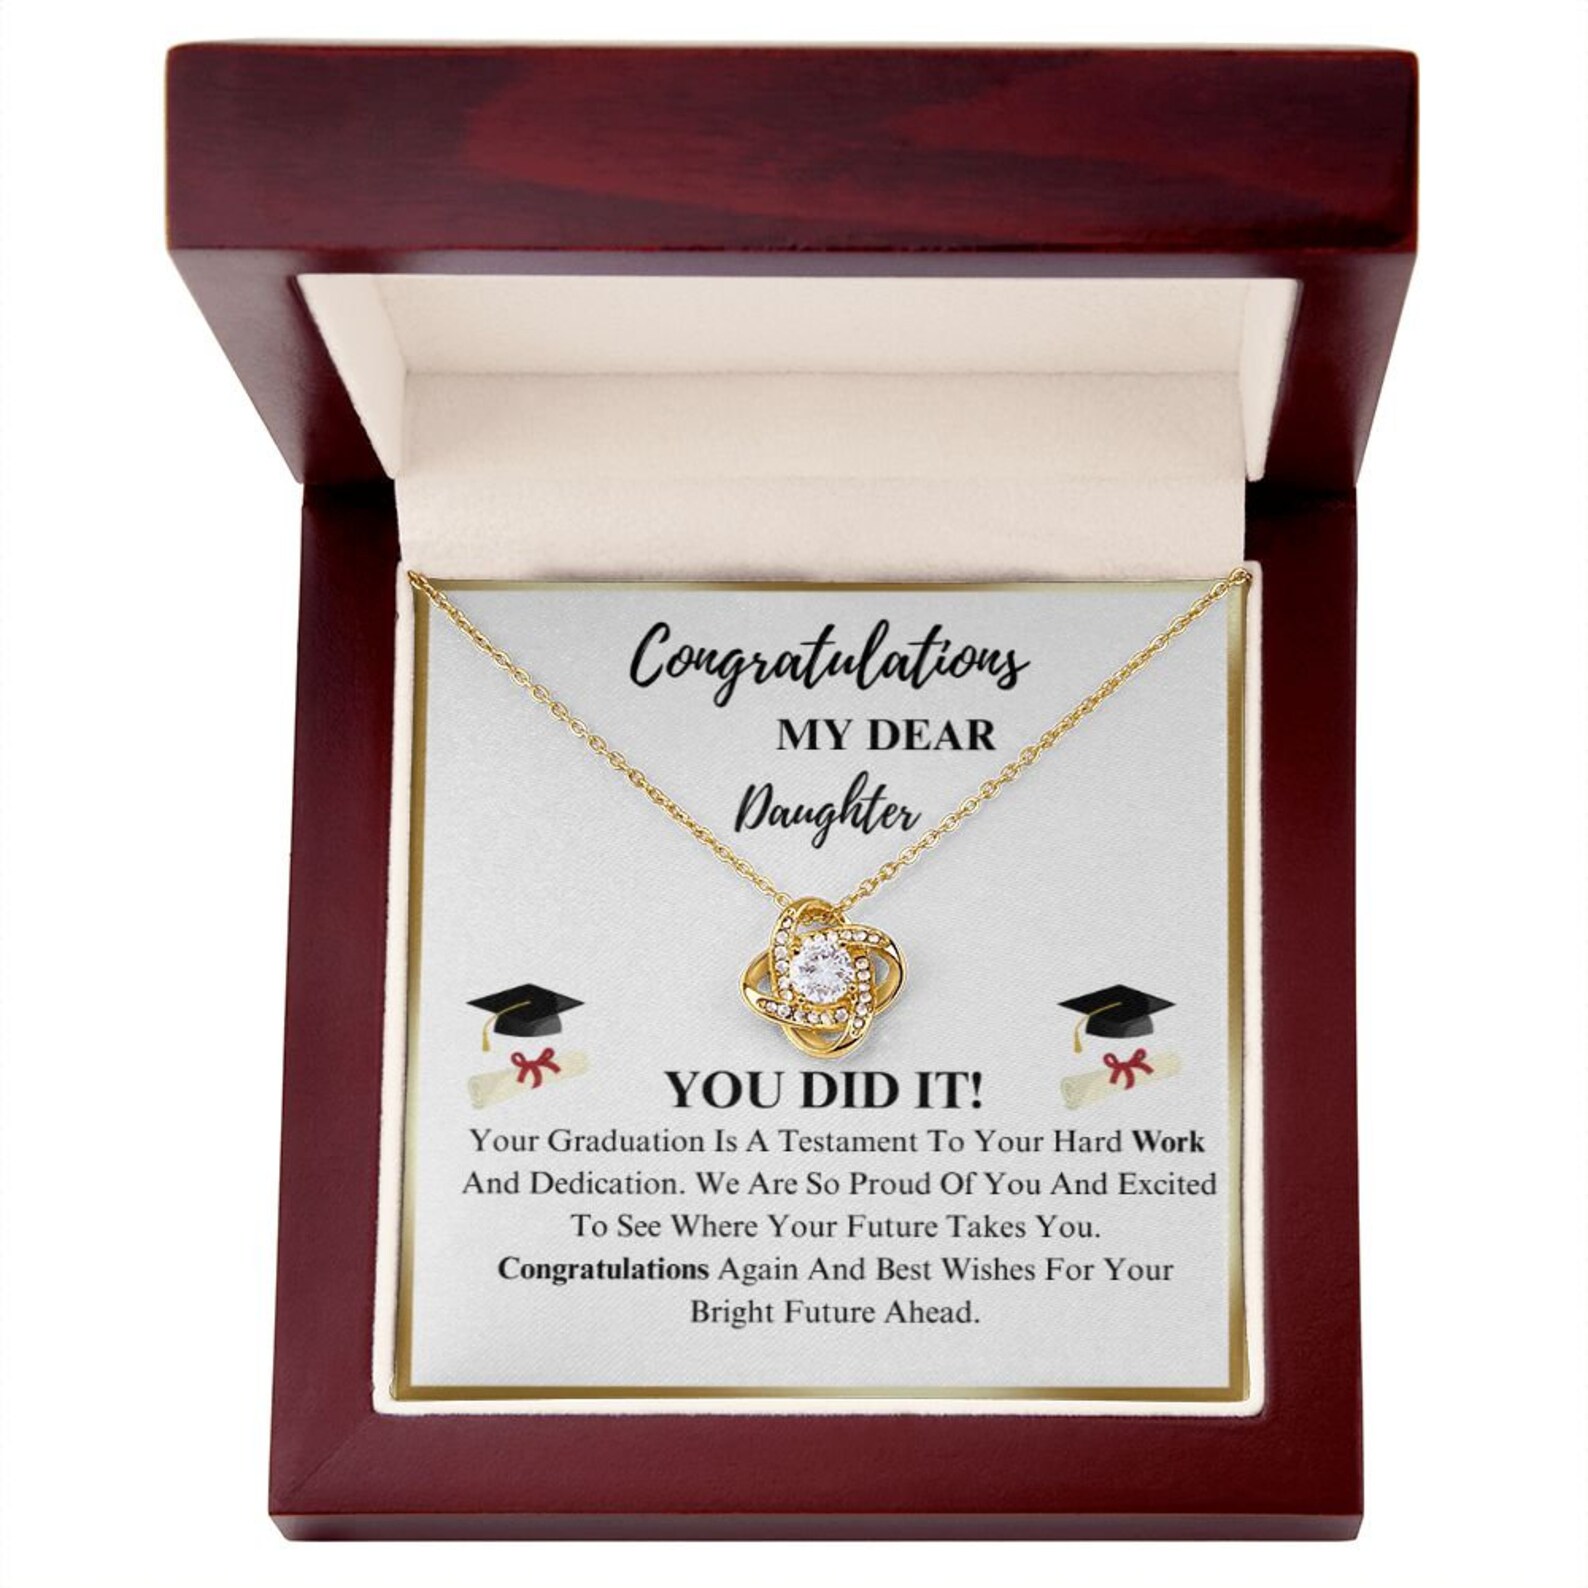 Congratulations
MY DEAR
Daughter
YOU DID IT!
Your Graduation Is A Testament To Your Hard Work
And Dedication. We Are So Proud Of You And Excited
To See Where Your Future Takes You.
Congratulations Again And Best Wishes For Your
Bright Future Ahead.